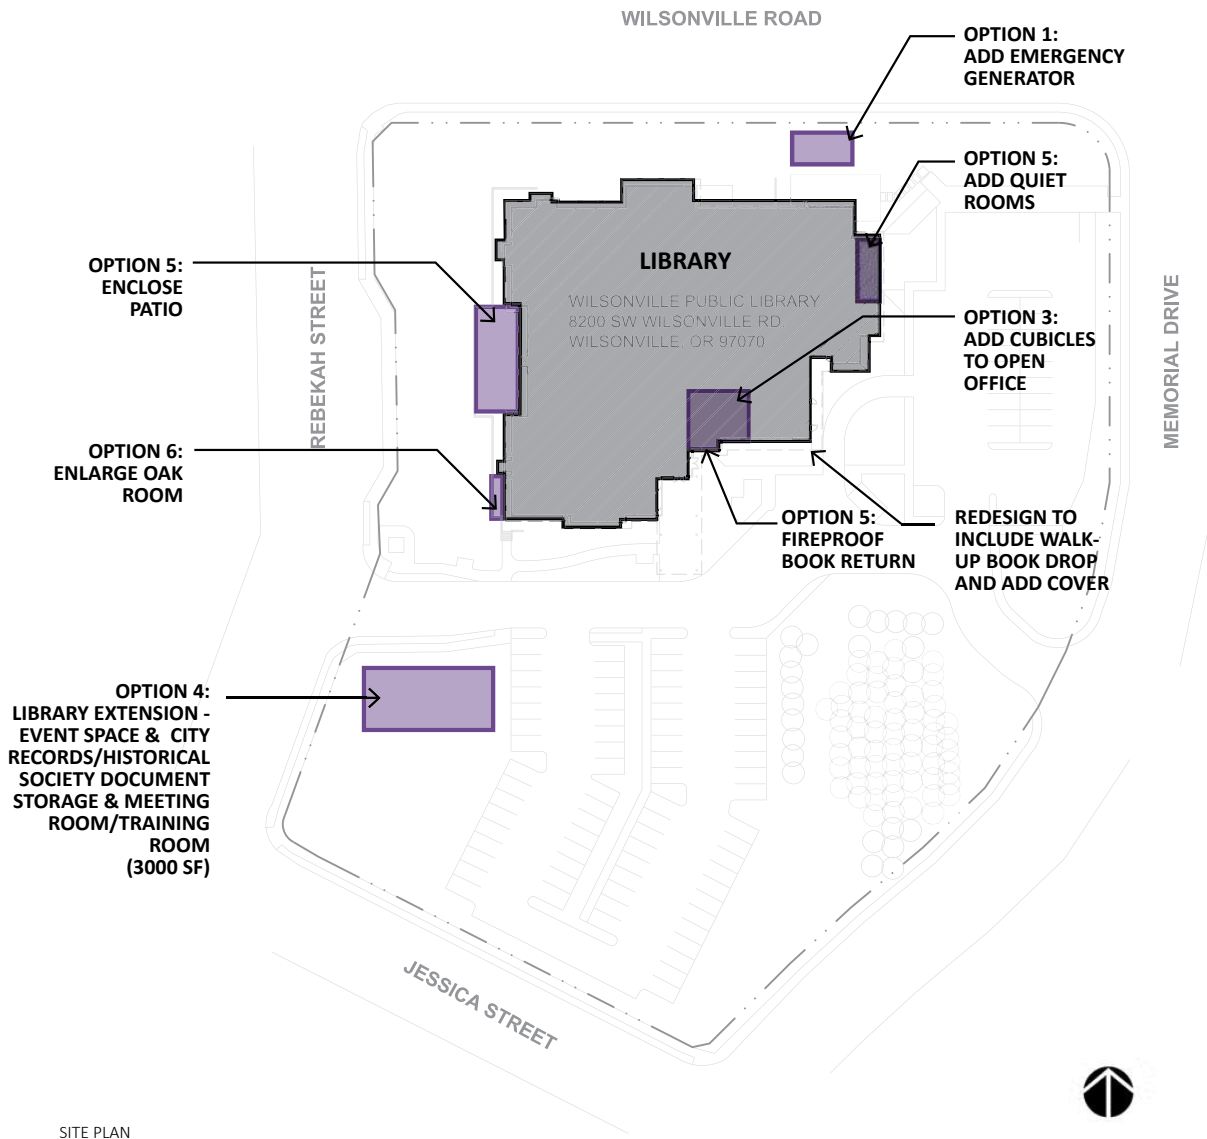 WILSONVILLE ROAD
OPTION 1:
ADD EMERGENCY
GENERATOR
OPTION 5:
ADD QUIET
ROOMS
LIBRARY
WILSONVILLE PUBLIC LIBRARY
8200 SW WILSONVILLE RD.
WILSONVILLE, OR 97070
OPTION 5:
ENCLOSE
PATIO
REBEKAH STREET
MEMORIAL DRIVE
OPTION 3:
ADD CUBICLES
TO OPEN
OFFICE
OPTION 6:
ENLARGE OAK
ROOM
OPTION 5:
FIREPROOF
BOOK RETURN
REDESIGN TO
INCLUDE WALK-
UP BOOK DROP
AND ADD COVER
OPTION 4:
LIBRARY EXTENSION -
EVENT SPACE & CITY
RECORDS/HISTORICAL
SOCIETY DOCUMENT
STORAGE & MEETING
ROOM/TRAINING
ROOM
(3000 SF)
JESSICA STREET
SITE PLAN